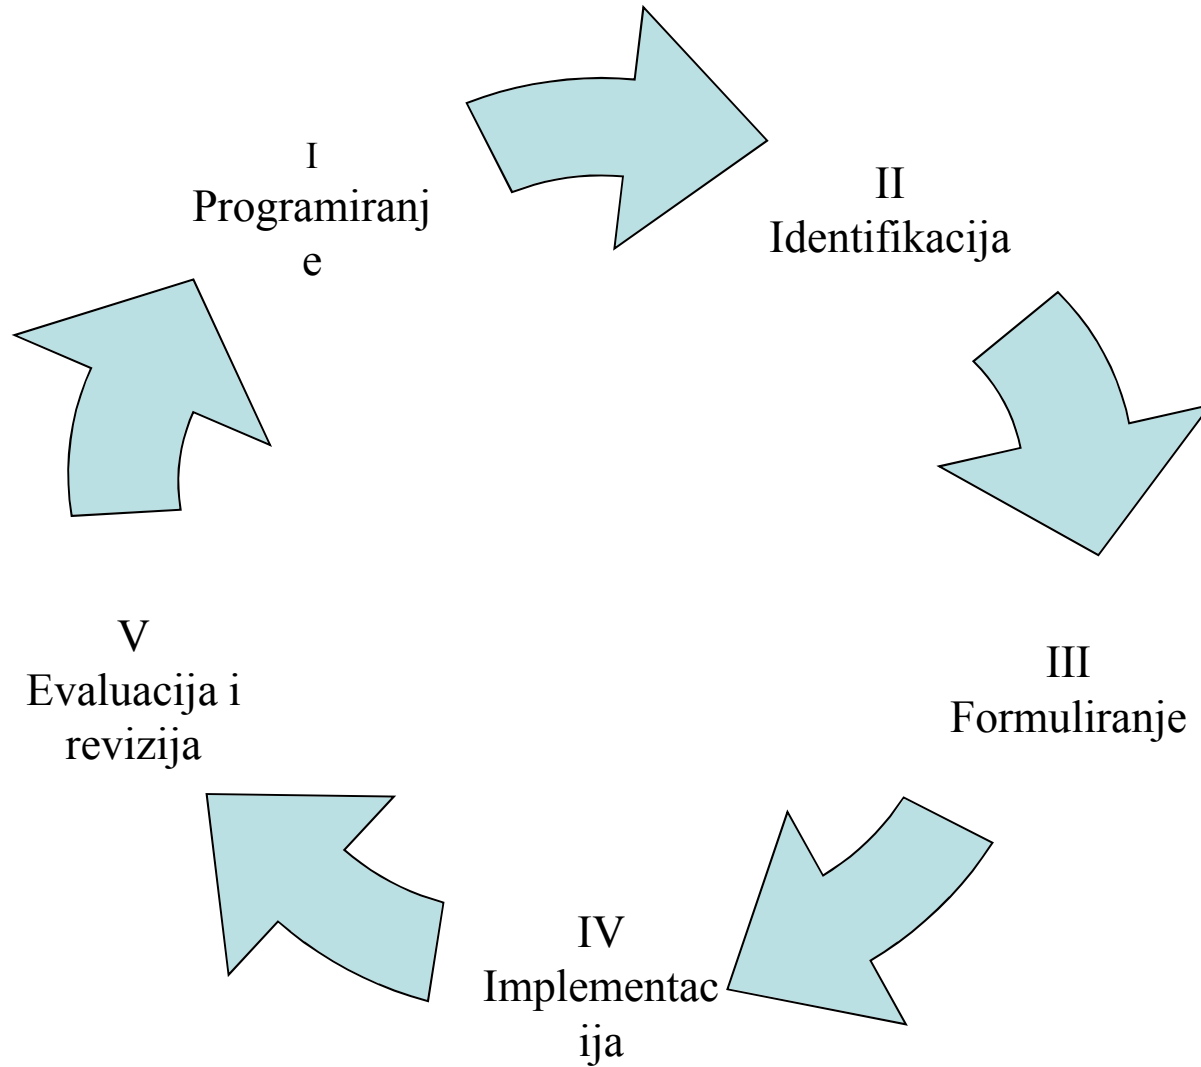 I
Programiranj
e
II
Identifikacija
III
Formuliranje
IV
Implementac
ija
V
Evaluacija i
revizija